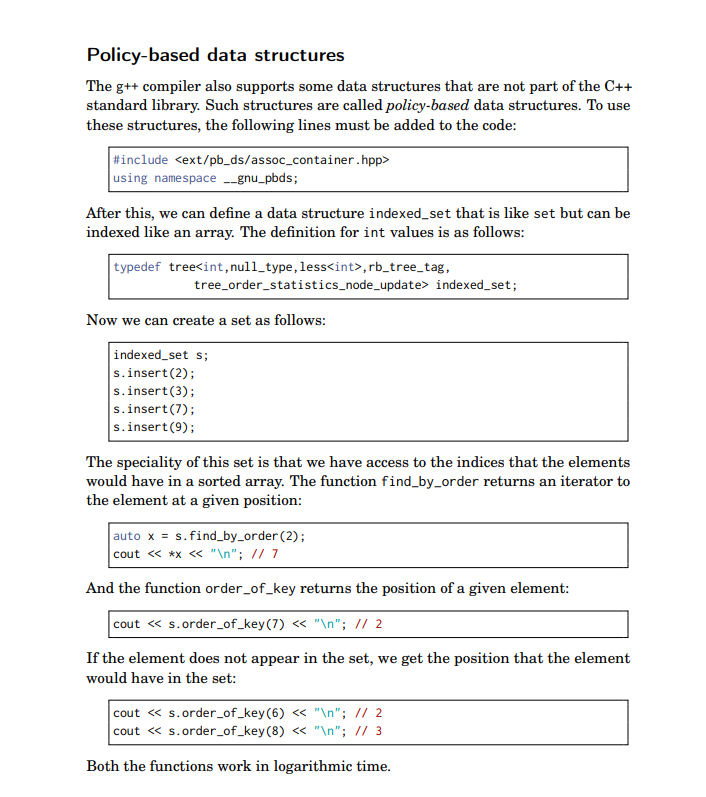 Policy-based data structures
The g++ compiler also supports some data structures that are not part of the C++
standard library. Such structures are called policy-based data structures. To use
these structures, the following lines must be added to the code:
#include <ext/pb_ds/assoc_container.hpp>
using namespace __gnu_pbds;
After this, we can define a data structure indexed_set that is like set but can be
indexed like an array. The definition for int values is as follows:
typedef tree<int,null_type,less<int>,rb_tree_tag,
tree_order_statistics_node_update> indexed_set;
Now we can create a set as follows:
indexed_set s;
s.insert(2);
s.insert(3);
s.insert(7);
s.insert(9);
The speciality of this set is that we have access to the indices that the elements
would have in a sorted array. The function find_by_order returns an iterator to
the element at a given position:
auto x = s.find_by_order(2);
cout << *x << "\n"; // 7
And the function order_of_key returns the position of a given element:
cout << s.order_of_key(7) << "\n"; // 2
If the element does not appear in the set, we get the position that the element
would have in the set:
cout << s.order_of_key(6) << "\n"; // 2
cout << s.order_of_key(8) << "\n"; // 3
Both the functions work in logarithmic time.